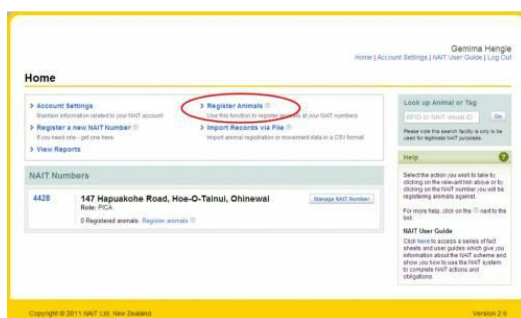 Gemima Hengle
Home | Account Settings | NAIT User Guide | Log Out
Home
> Account Settings
Maintain information related to your NAIT account
> Register a new NAIT Number
If you need one - get one here.
> View Reports
> Register Animals
Use this function to register animals at your NAIT numbers
> Import Records via File
Import animal registration or movement data in a CSV format
Look up Animal or Tag
RFID or NAIT visual ID
Go
Please note this search facility is only to be
used for legitimate NAIT purposes.
Help
?
Select the action you wish to take by
clicking on the relevant link above or by
clicking on the NAIT number you will be
registering animals against.
For more help, click on the ? next to the
link.
NAIT User Guide
Click here to access a series of fact
sheets and user guides which give you
information about the NAIT scheme and
show you how to use the NAIT system
to complete NAIT actions and
obligations.
NAIT Numbers
4428
147 Hapuakohe Road, Hoe-O-Tainui, Ohinewai
Role: PICA
0 Registered animals. Register animals
Manage NAIT Number
Copyright © 2011 NAIT Ltd. New Zealand
Version 2.6